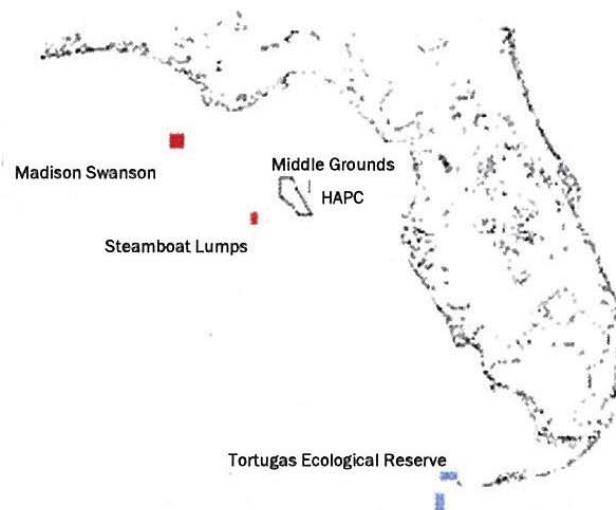 Middle Grounds
Madison Swanson
HAPC
Steamboat Lumps
Tortugas Ecological Reserve